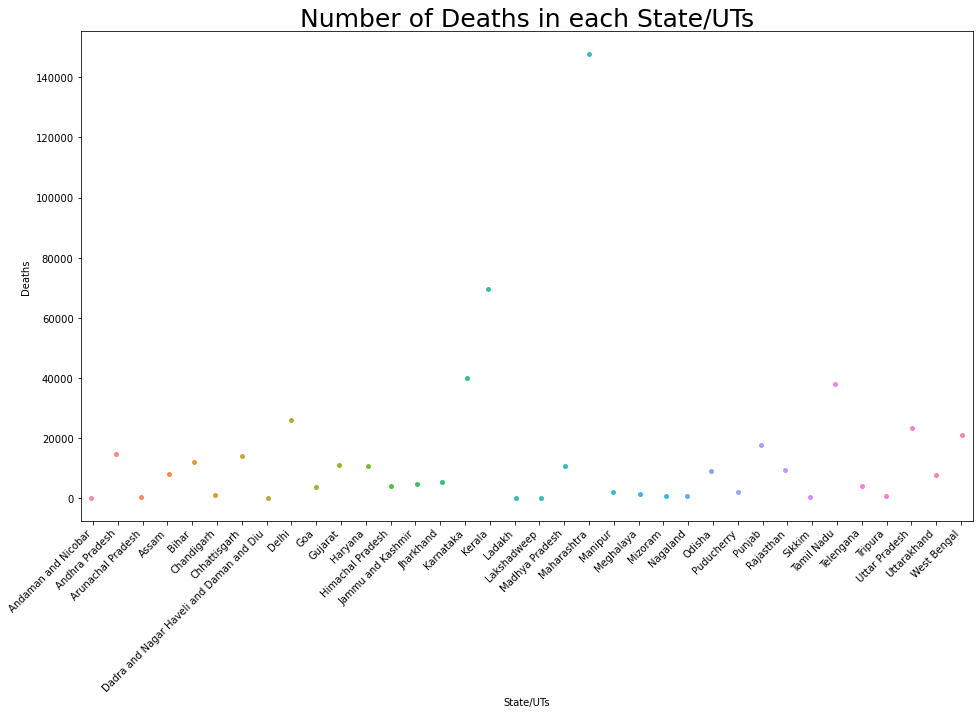 Number of Deaths in each State/UTs
Deaths
140000
120000
100000
80000
60000
40000
20000
0
Andaman and Nicobar
Andhra Pradesh
Arunachal Pradesh
Assam
Bihar
Chandigarh
Chhattisgarh
Dadra and Nagar Haveli and Daman and Diu
Delhi
Goa
Gujarat
Haryana
Himachal Pradesh
Jammu and Kashmir
Jharkhand
Karnataka
Kerala
Ladakh
Lakshadweep
Madhya Pradesh
Maharashtra
Manipur
Meghalaya
Mizoram
Nagaland
Odisha
Puducherry
Punjab
Rajasthan
Sikkim
Tamil Nadu
Telengana
Tripura
Uttar Pradesh
Uttarakhand
West Bengal
State/UTs